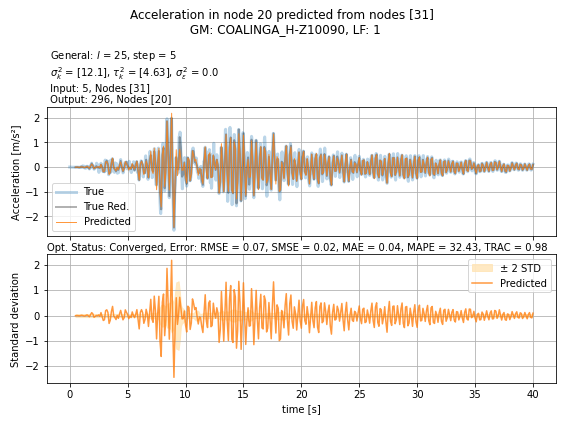 Acceleration in node 20 predicted from nodes [31]
GM: COALINGA_H-Z10090, LF: 1
General: l = 25, step = 5
σ²ₖ = [12.1], τ²ₖ = [4.63], σ²ε = 0.0
Input: 5, Nodes [31]
Output: 296, Nodes [20]
Acceleration [m/s²]
2
1
0
−1
−2
True
True Red.
Predicted
Opt. Status: Converged, Error: RMSE = 0.07, SMSE = 0.02, MAE = 0.04, MAPE = 32.43, TRAC = 0.98
Standard deviation
2
1
0
−1
−2
± 2 STD
Predicted
0 5 10 15 20 25 30 35 40
time [s]